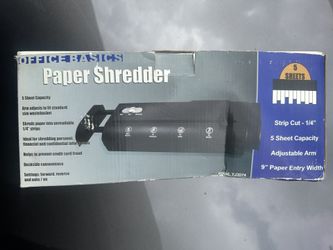 OFFICE BASICS
Paper Shredder
5 Sheet Capacity
Arm adjusts to fit standard
size wastebasket
Shreds paper into unreadable
1/4" strips
Ideal for shredding personal,
financial and confidential info
Helps to prevent credit card fraud
Deskside convenience
Settings: forward, reverse
and auto / on
5
SHEETS
Strip Cut - 1/4"
5 Sheet Capacity
Adjustable Arm
9" Paper Entry Width